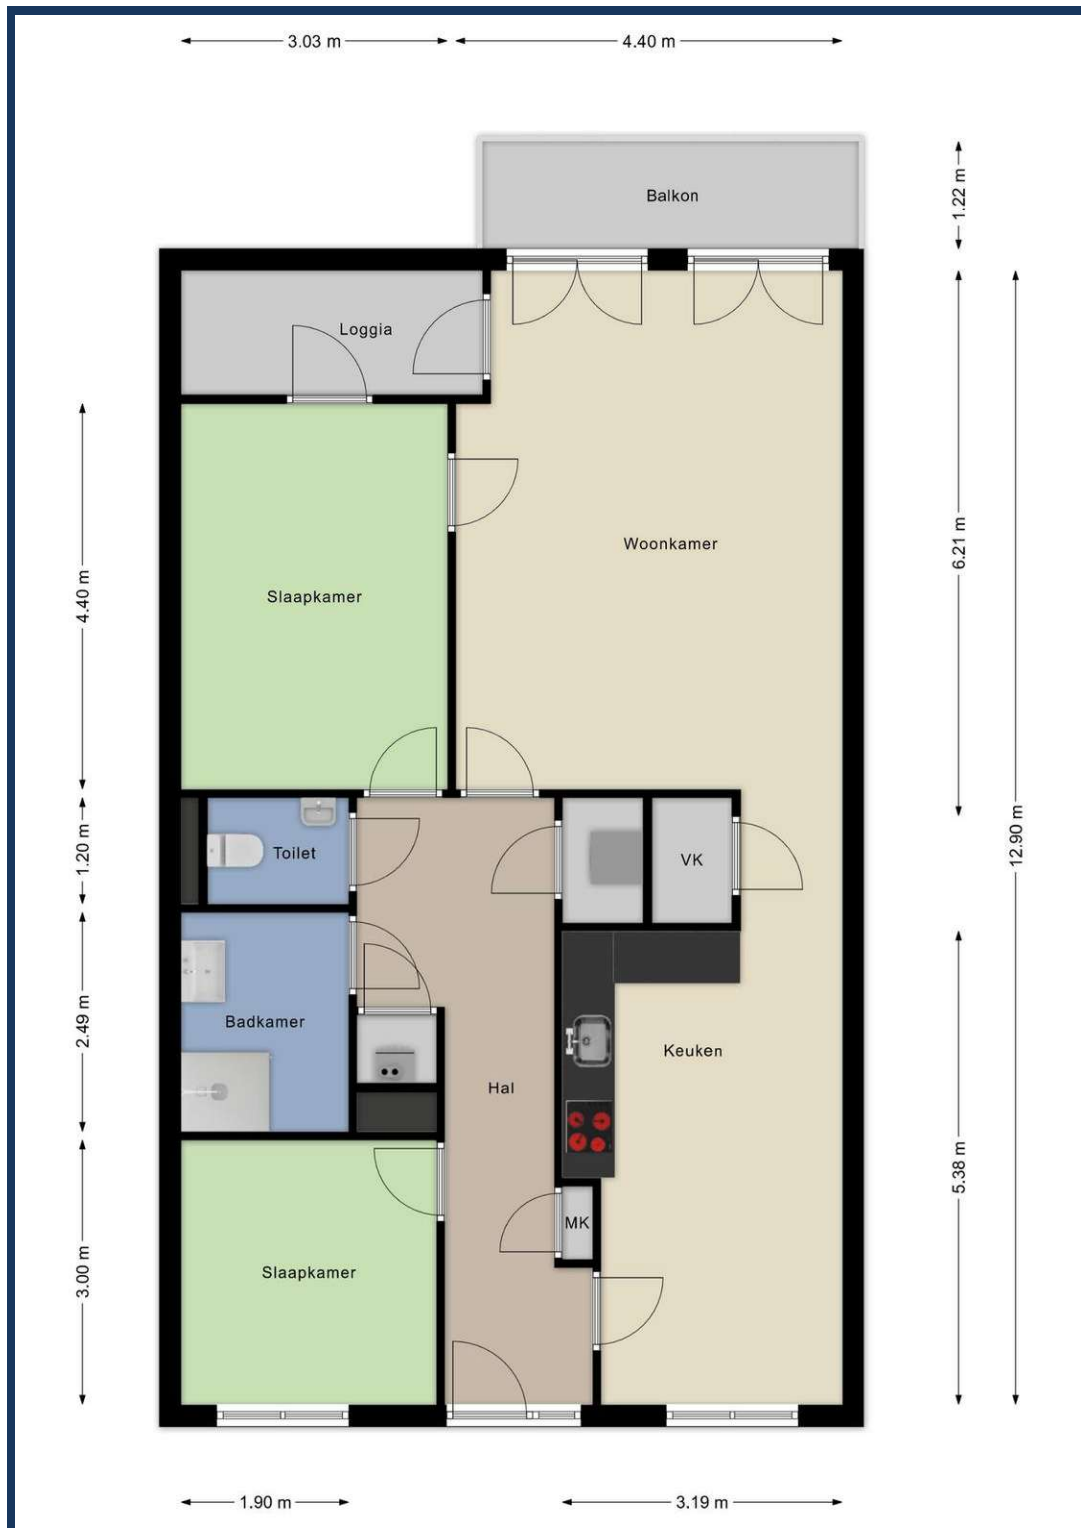 3.03 m
4.40 m
1.22 m
Balkon
Loggia
6.21 m
12.90 m
4.40 m
Woonkamer
Slaapkamer
1.20 m
Toilet
VK
2.49 m
Badkamer
Keuken
Hal
5.38 m
MK
3.00 m
Slaapkamer
1.90 m
3.19 m